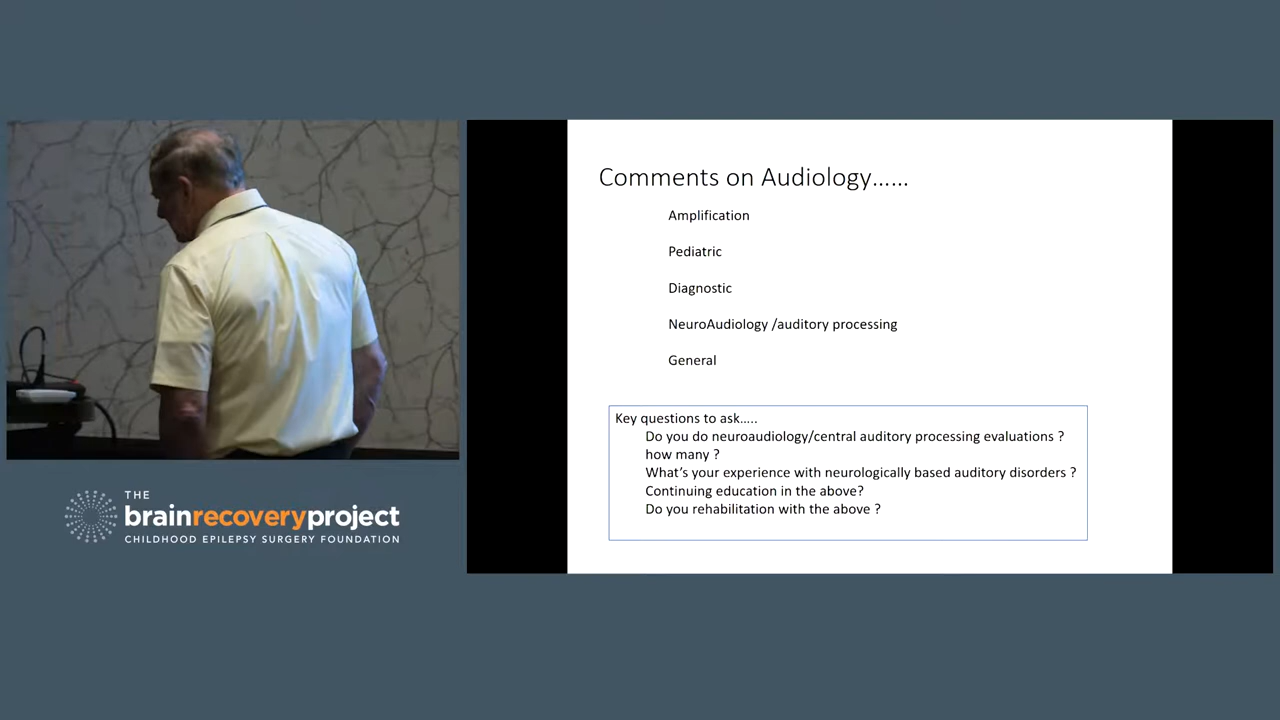 Comments on Audiology……
Amplification
Pediatric
Diagnostic
NeuroAudiology /auditory processing
General
Key questions to ask…..
Do you do neuroaudiology/central auditory processing evaluations ?
how many ?
What’s your experience with neurologically based auditory disorders ?
Continuing education in the above?
Do you rehabilitation with the above ?
THE
brainrecoveryproject
CHILDHOOD EPILEPSY SURGERY FOUNDATION